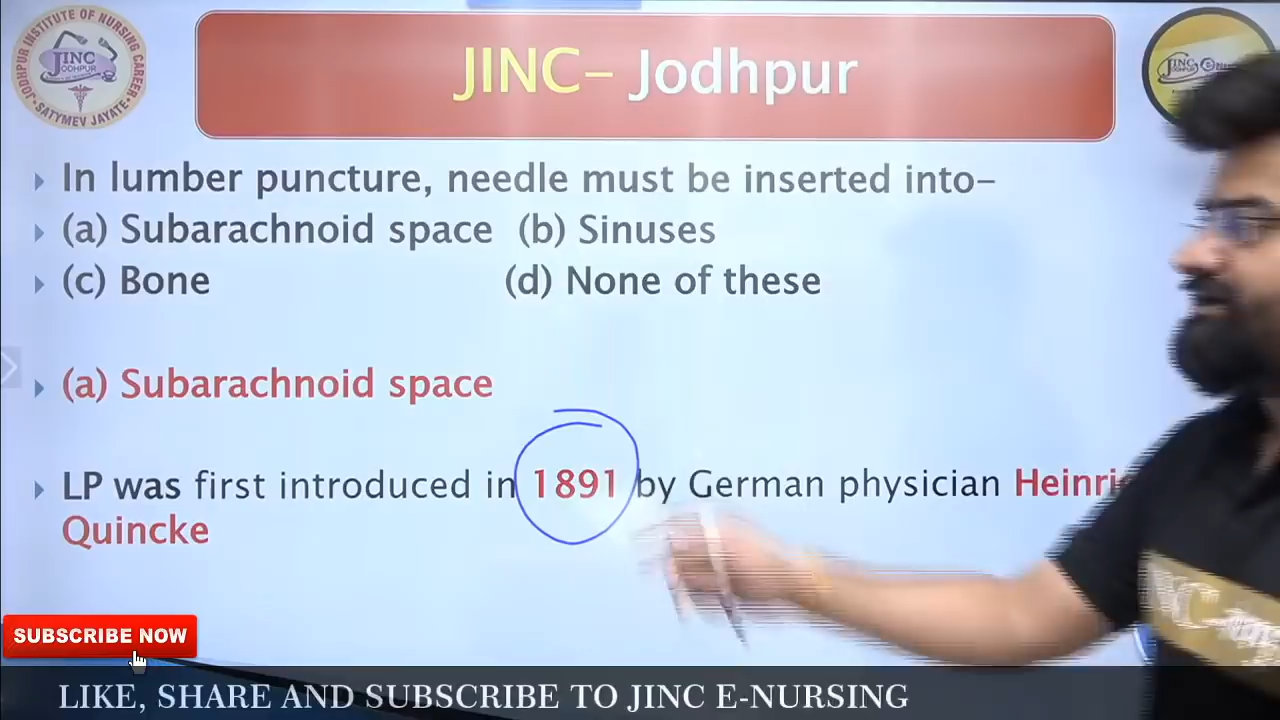 JODHPUR INSTITUTE OF NURSING CAREER
JINC
JODHPUR
SATYMEV JAYATE
JINC- Jodhpur
In lumber puncture, needle must be inserted into-
(a) Subarachnoid space (b) Sinuses
(c) Bone (d) None of these
(a) Subarachnoid space
LP was first introduced in 1891 by German physician
Quincke
SUBSCRIBE NOW
LIKE, SHARE AND SUBSCRIBE TO JINC E-NURSING